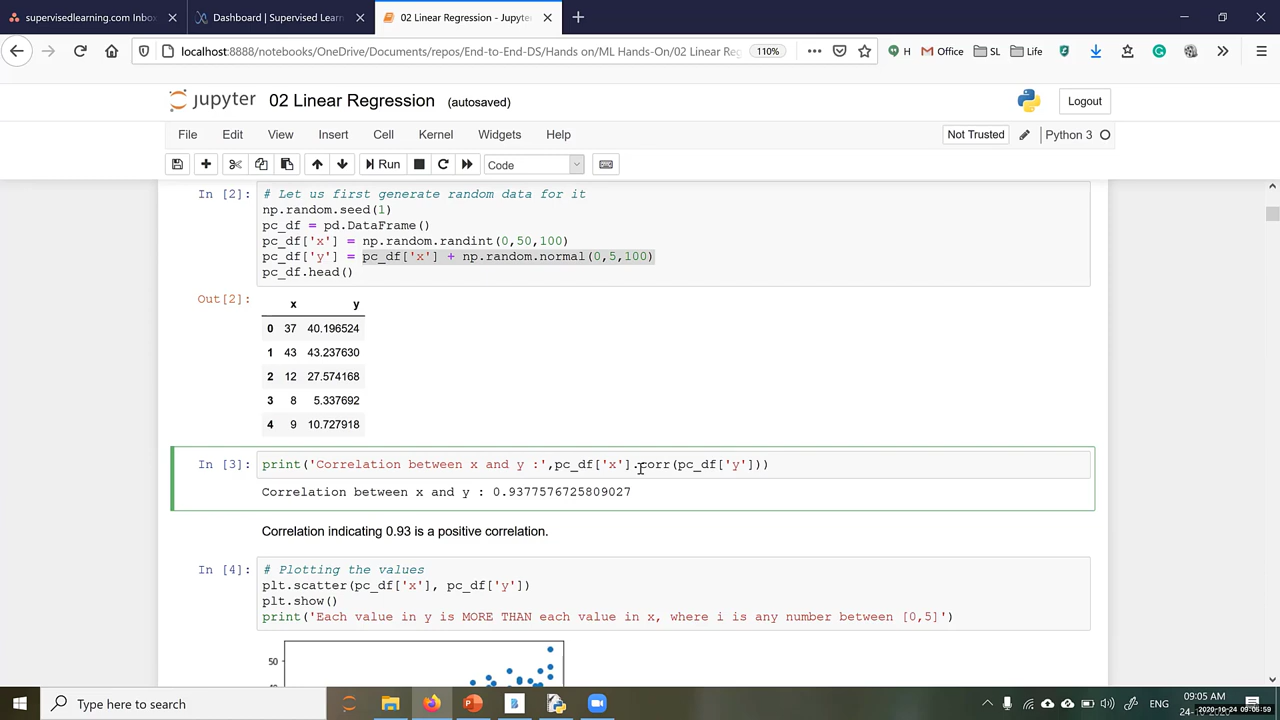 supervisedlearning.com Inbox
Dashboard | Supervised Learni
02 Linear Regression - Jupyter
localhost:8888/notebooks/OneDrive/Documents/repos/End-to-End-DS/Hands on/ML Hands-On/02 Linear Reg
110%
H
Office
SL
Life
jupyter
02 Linear Regression
(autosaved)
Logout
File
Edit
View
Insert
Cell
Kernel
Widgets
Help
Not Trusted
Python 3
Run
Code
In [2]:
# Let us first generate random data for it
np.random.seed(1)
pc_df = pd.DataFrame()
pc_df['x'] = np.random.randint(0,50,100)
pc_df['y'] = pc_df['x'] + np.random.normal(0,5,100)
pc_df.head()
Out[2]:
x y
0 37 40.196524
1 43 43.237630
2 12 27.574168
3 8 5.337692
4 9 10.727918
In [3]:
print('Correlation between x and y :',pc_df['x'].corr(pc_df['y']))
Correlation between x and y : 0.9377576725809027
Correlation indicating 0.93 is a positive correlation.
In [4]:
# Plotting the values
plt.scatter(pc_df['x'], pc_df['y'])
plt.show()
print('Each value in y is MORE THAN each value in x, where i is any number between [0,5]')
50
Type here to search
ENG
09:05 AM
2020-10-24 09:06:59